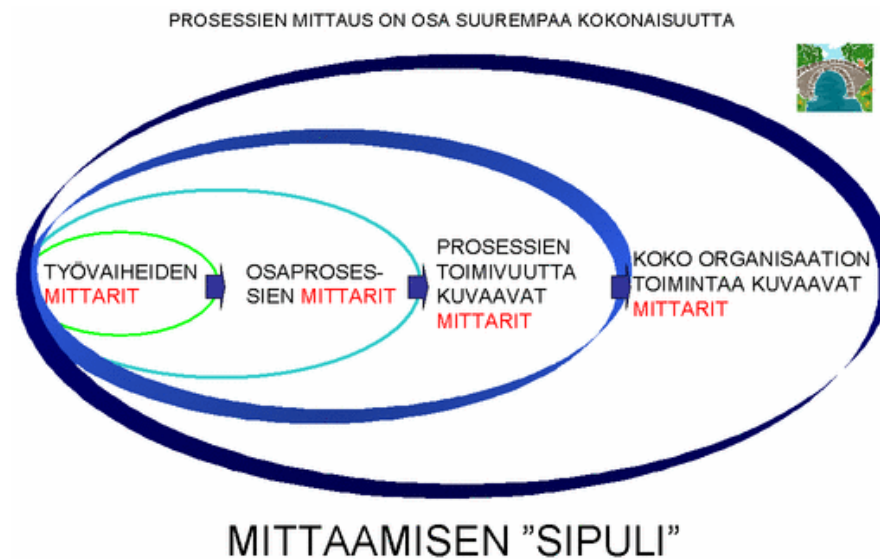 PROSESSIEN MITTAUS ON OSA SUUREMPAA KOKONAISUUTTA
TYÖVAIHEIDEN
MITTARIT
OSAPROSES-
SIEN MITTARIT
PROSESSIEN
TOIMIVUUTTA
KUVAAVAT
MITTARIT
KOKO ORGANISAATION
TOIMINTAA KUVAAVAT
MITTARIT
MITTAAMISEN ”SIPULI”